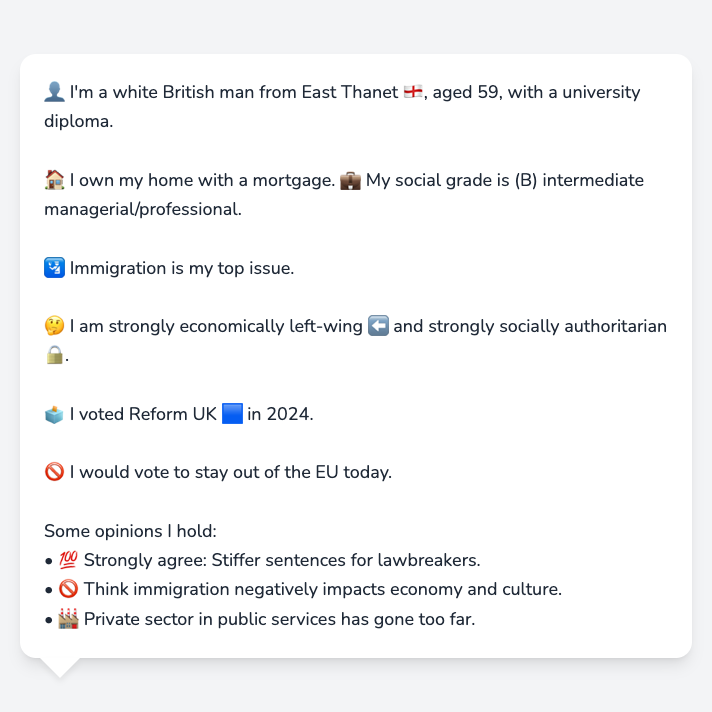 👤 I'm a white British man from East Thanet 🏴󠁧󠁢󠁥󠁮󠁧󠁿, aged 59, with a university
diploma.
🏠 I own my home with a mortgage. 💼 My social grade is (B) intermediate
managerial/professional.
🛂 Immigration is my top issue.
🤔 I am strongly economically left-wing ⬅️ and strongly socially authoritarian
🔒.
🗳️ I voted Reform UK 🟦 in 2024.
🚫 I would vote to stay out of the EU today.
Some opinions I hold:
• 💯 Strongly agree: Stiffer sentences for lawbreakers.
• 🚫 Think immigration negatively impacts economy and culture.
• 🏭 Private sector in public services has gone too far.